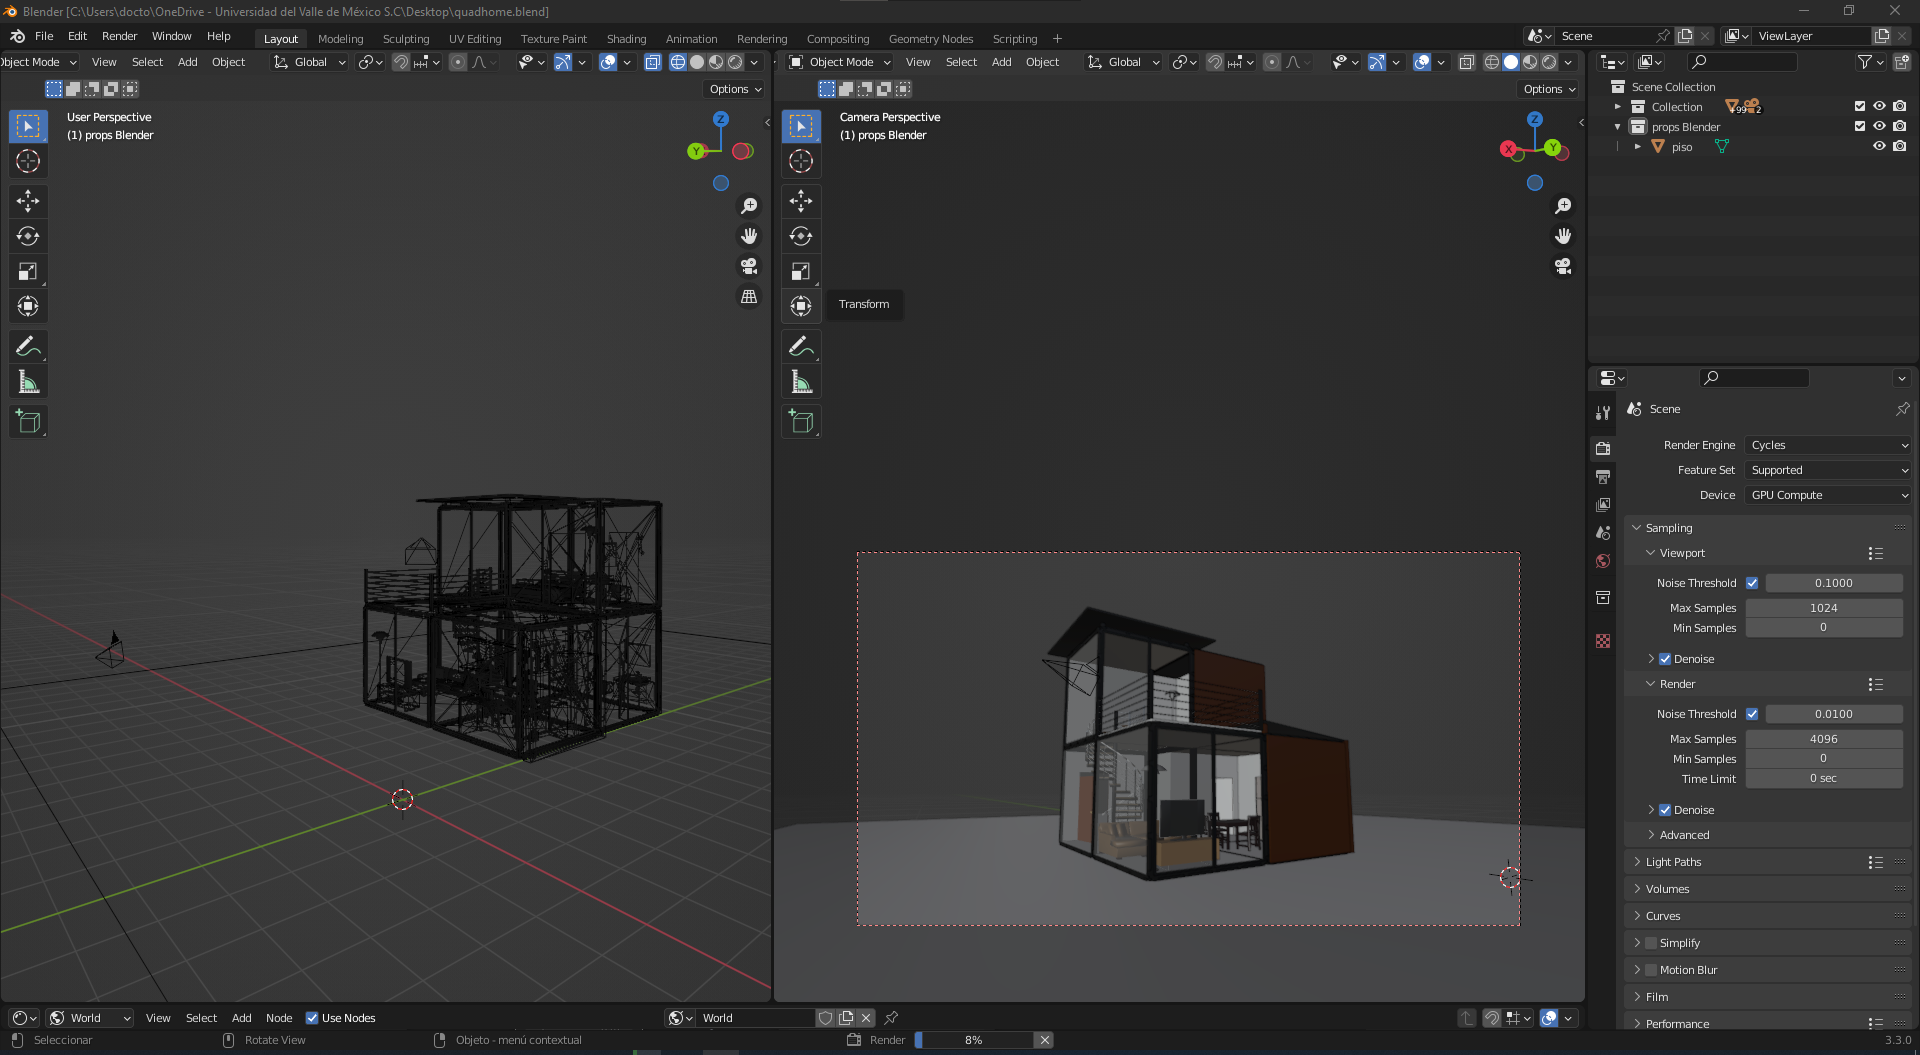 Blender [C:\Users\docto\OneDrive - Universidad del Valle de México S.C\Desktop\quadhome.blend]
File Edit Render Window Help Layout Modeling Sculpting UV Editing Texture Paint Shading Animation Rendering Compositing Geometry Nodes Scripting + Scene ViewLayer
Object Mode View Select Add Object Global
Object Mode View Select Add Object Global
Options
Options
User Perspective
(1) props Blender
Z
Y
Camera Perspective
(1) props Blender
Z
X
Y
Transform
Scene Collection
Collection 99 2
props Blender
piso
Scene
Render Engine Cycles
Feature Set Supported
Device GPU Compute
Sampling
Viewport
Noise Threshold 0.1000
Max Samples 1024
Min Samples 0
Denoise
Render
Noise Threshold 0.0100
Max Samples 4096
Min Samples 0
Time Limit 0 sec
Denoise
Advanced
Light Paths
Volumes
Curves
Simplify
Motion Blur
Film
Performance
World View Select Add Node Use Nodes World
Seleccionar Rotate View Objeto - menú contextual Render 8% 3.3.0